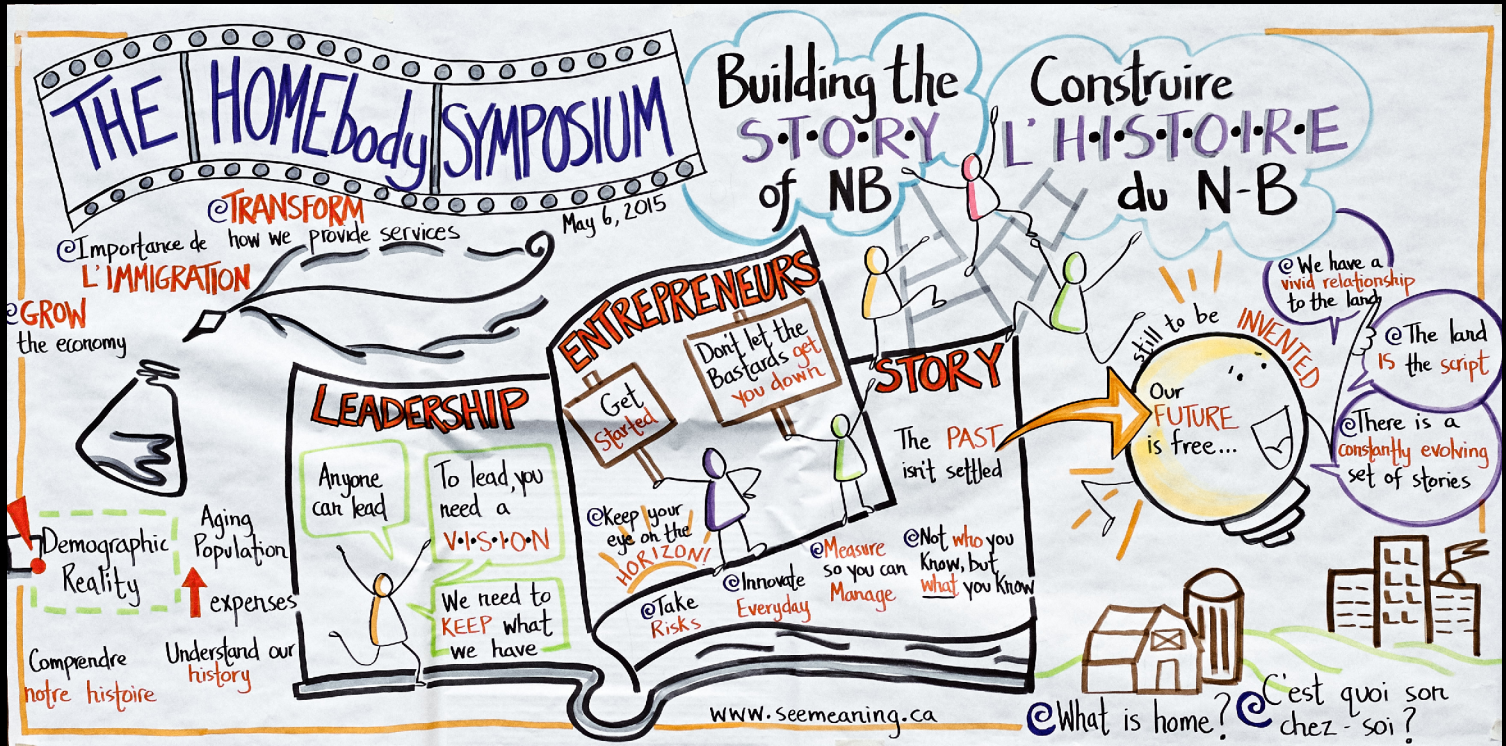 THE HOMEbody SYMPOSIUM
May 6, 2015
Building the
S·T·O·R·Y
of NB
Construire
L'H·I·S·T·O·I·R·E
du N-B
TRANSFORM
how we provide services
Importance de
L'IMMIGRATION
GROW
the economy
Demographic
Reality
Aging
Population
expenses
Comprendre
notre histoire
Understand our
history
LEADERSHIP
Anyone
can lead
To lead, you
need a
V·I·S·I·O·N
We need to
KEEP what
we have
ENTREPRENEURS
Get
Started
Don't let the
Bastards get
you down
Keep your
eye on the
HORIZON!
Take
Risks
Innovate
Everyday
Measure
so you can
Manage
Not who you
Know, but
what you Know
STORY
The PAST
isn't settled
Our
FUTURE
is free...
still to be INVENTED
We have a
vivid relationship
to the land
The land
IS the script
There is a
constantly evolving
set of stories
What is home?
C'est quoi son
chez-soi?
www.seemeaning.ca